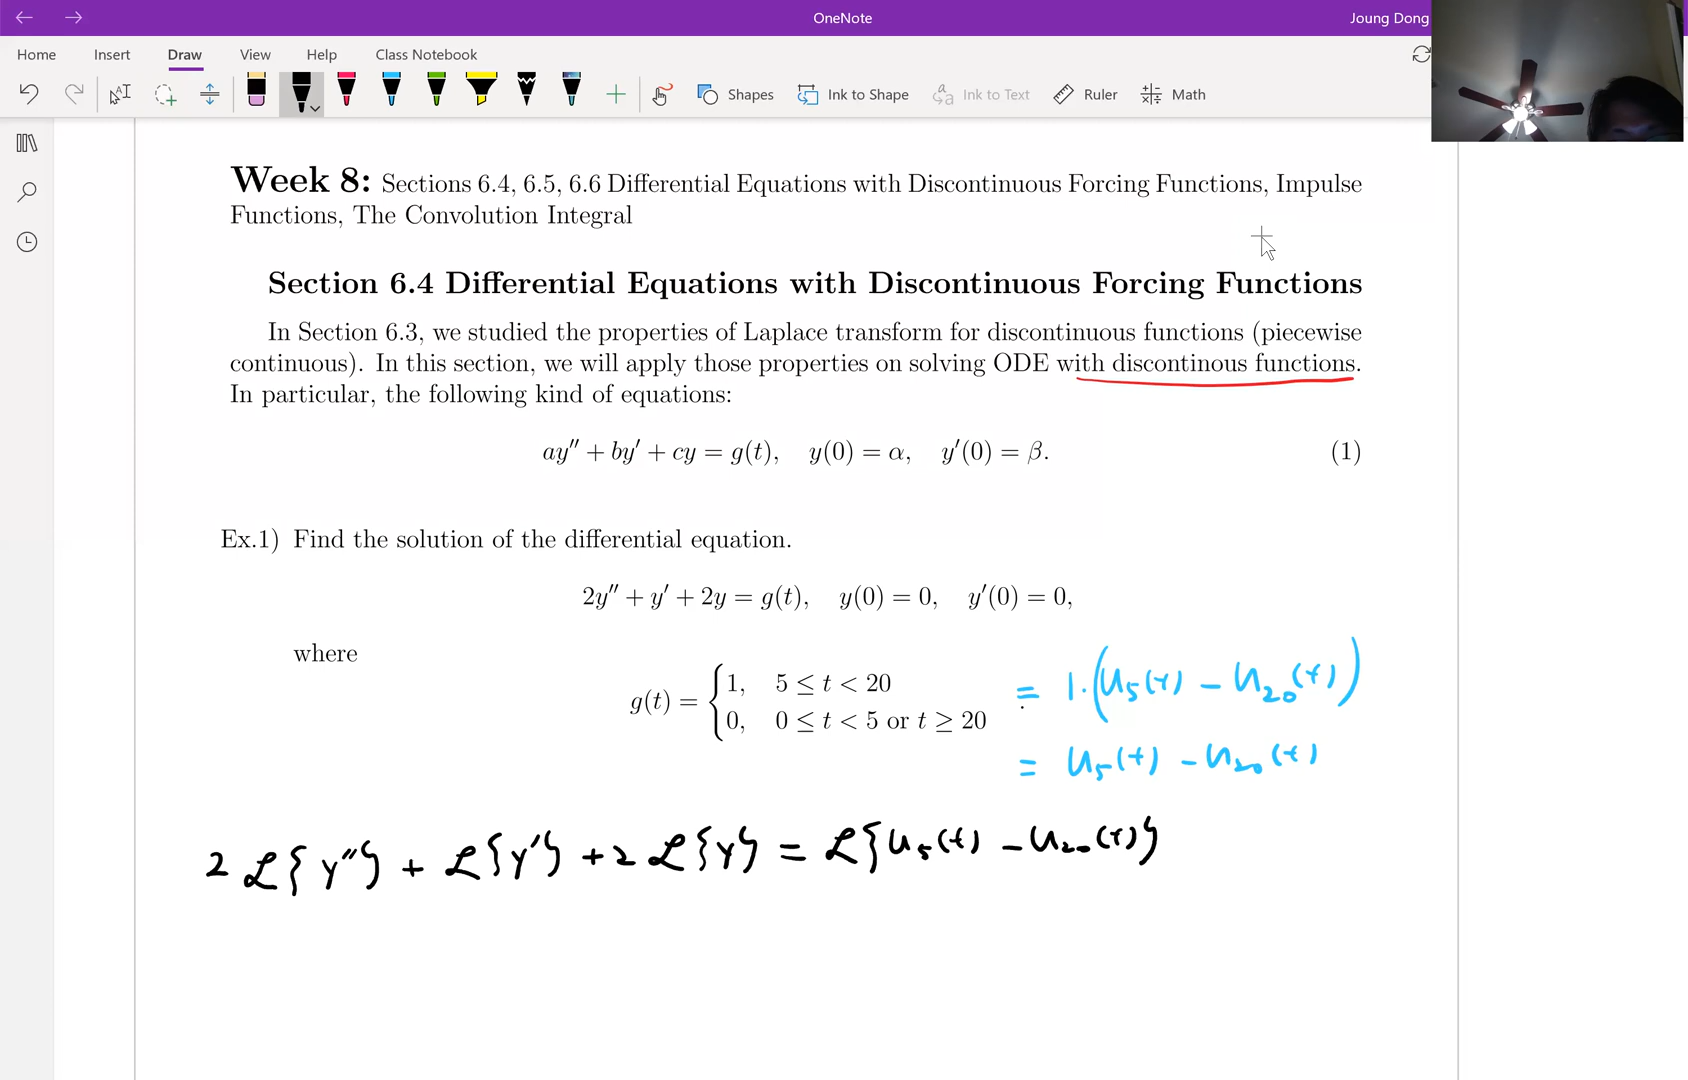 OneNote
Joung Dong
Home Insert Draw View Help Class Notebook
Shapes Ink to Shape Ink to Text Ruler Math
Week 8: Sections 6.4, 6.5, 6.6 Differential Equations with Discontinuous Forcing Functions, Impulse
Functions, The Convolution Integral
Section 6.4 Differential Equations with Discontinuous Forcing Functions
In Section 6.3, we studied the properties of Laplace transform for discontinuous functions (piecewise
continuous). In this section, we will apply those properties on solving ODE with discontinous functions.
In particular, the following kind of equations:
ay″ + by′ + cy = g(t), y(0) = α, y′(0) = β. (1)
Ex.1) Find the solution of the differential equation.
2y″ + y′ + 2y = g(t), y(0) = 0, y′(0) = 0,
where
g(t) = { 1, 5 ≤ t < 20
0, 0 ≤ t < 5 or t ≥ 20
= 1·(u₅(t) − u₂₀(t))
= u₅(t) − u₂₀(t)
2 ℒ{y″} + ℒ{y′} + 2 ℒ{y} = ℒ{u₅(t) − u₂₀(t)}